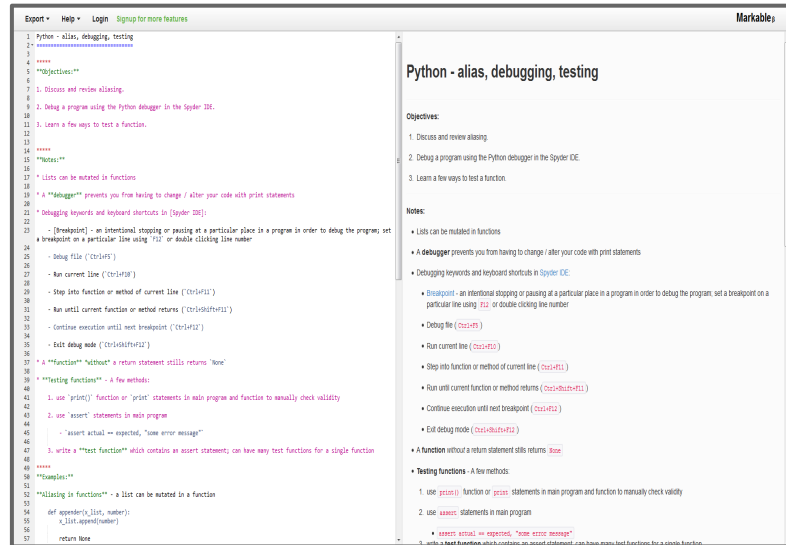 Export Help Login Signup for more features Markable β
1 Python - alias, debugging, testing
2 =================================
3
4 *****
5 **Objectives:**
6
7 1. Discuss and review aliasing.
8
9 2. Debug a program using the Python debugger in the Spyder IDE.
10
11 3. Learn a few ways to test a function.
12
13
14 *****
15 **Notes:**
16
17 * Lists can be mutated in functions
18
19 * A **debugger** prevents you from having to change / alter your code with print statements
20
21 * Debugging keywords and keyboard shortcuts in [Spyder IDE]:
22
23 - [Breakpoint] - an intentional stopping or pausing at a particular place in a program in order to debug the program; set
a breakpoint on a particular line using `F12` or double clicking line number
24
25 - Debug file (`Ctrl+F5`)
26
27 - Run current line (`Ctrl+F10`)
28
29 - Step into function or method of current line (`Ctrl+F11`)
30
31 - Run until current function or method returns (`Ctrl+Shift+F11`)
32
33 - Continue execution until next breakpoint (`Ctrl+F12`)
34
35 - Exit debug mode (`Ctrl+Shift+F12`)
36
37 * A **function** *without* a return statement stills returns `None`
38
39 * **Testing functions** - A few methods:
40
41 1. use `print()` function or `print` statements in main program and function to manually check validity
42
43 2. use `assert` statements in main program
44
45 - `assert actual == expected, "some error message"`
46
47 3. write a **test function** which contains an assert statement; can have many test functions for a single function
48
49 *****
50 **Examples:**
51
52 **Aliasing in functions** - a list can be mutated in a function
53
54 def appender(x_list, number):
55 x_list.append(number)
56
57 return None
Python - alias, debugging, testing
Objectives:
1. Discuss and review aliasing.
2. Debug a program using the Python debugger in the Spyder IDE.
3. Learn a few ways to test a function.
Notes:
• Lists can be mutated in functions
• A debugger prevents you from having to change / alter your code with print statements
• Debugging keywords and keyboard shortcuts in Spyder IDE:
• Breakpoint - an intentional stopping or pausing at a particular place in a program in order to debug the program; set a breakpoint on a
particular line using F12 or double clicking line number
• Debug file ( Ctrl+F5 )
• Run current line ( Ctrl+F10 )
• Step into function or method of current line ( Ctrl+F11 )
• Run until current function or method returns ( Ctrl+Shift+F11 )
• Continue execution until next breakpoint ( Ctrl+F12 )
• Exit debug mode ( Ctrl+Shift+F12 )
• A function without a return statement stills returns None
• Testing functions - A few methods:
1. use print() function or print statements in main program and function to manually check validity
2. use assert statements in main program
• assert actual == expected, "some error message"
3. write a test function which contains an assert statement; can have many test functions for a single function